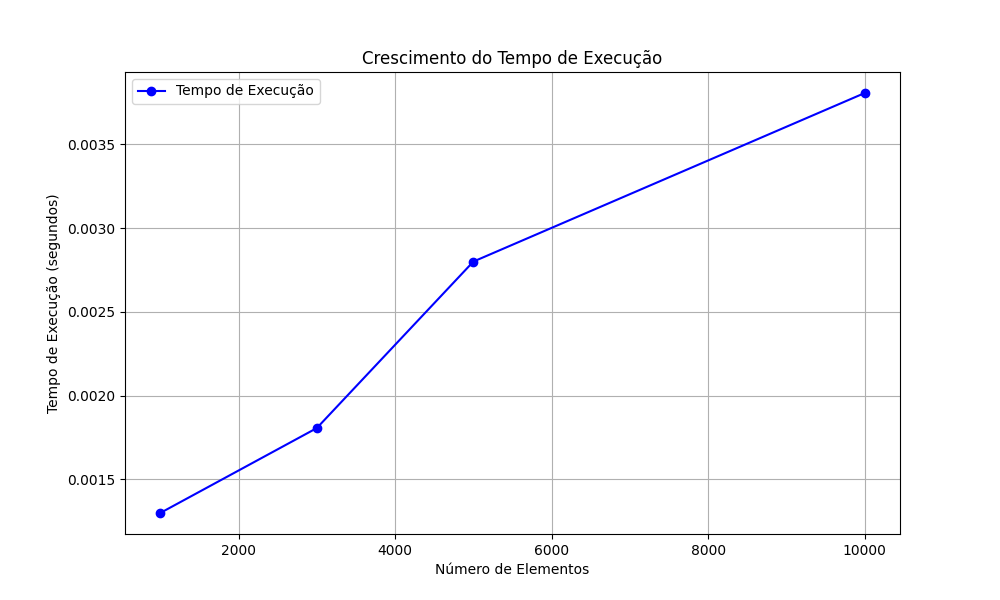 Crescimento do Tempo de Execução
Tempo de Execução
Tempo de Execução (segundos)
0.0035
0.0030
0.0025
0.0020
0.0015
2000 4000 6000 8000 10000
Número de Elementos